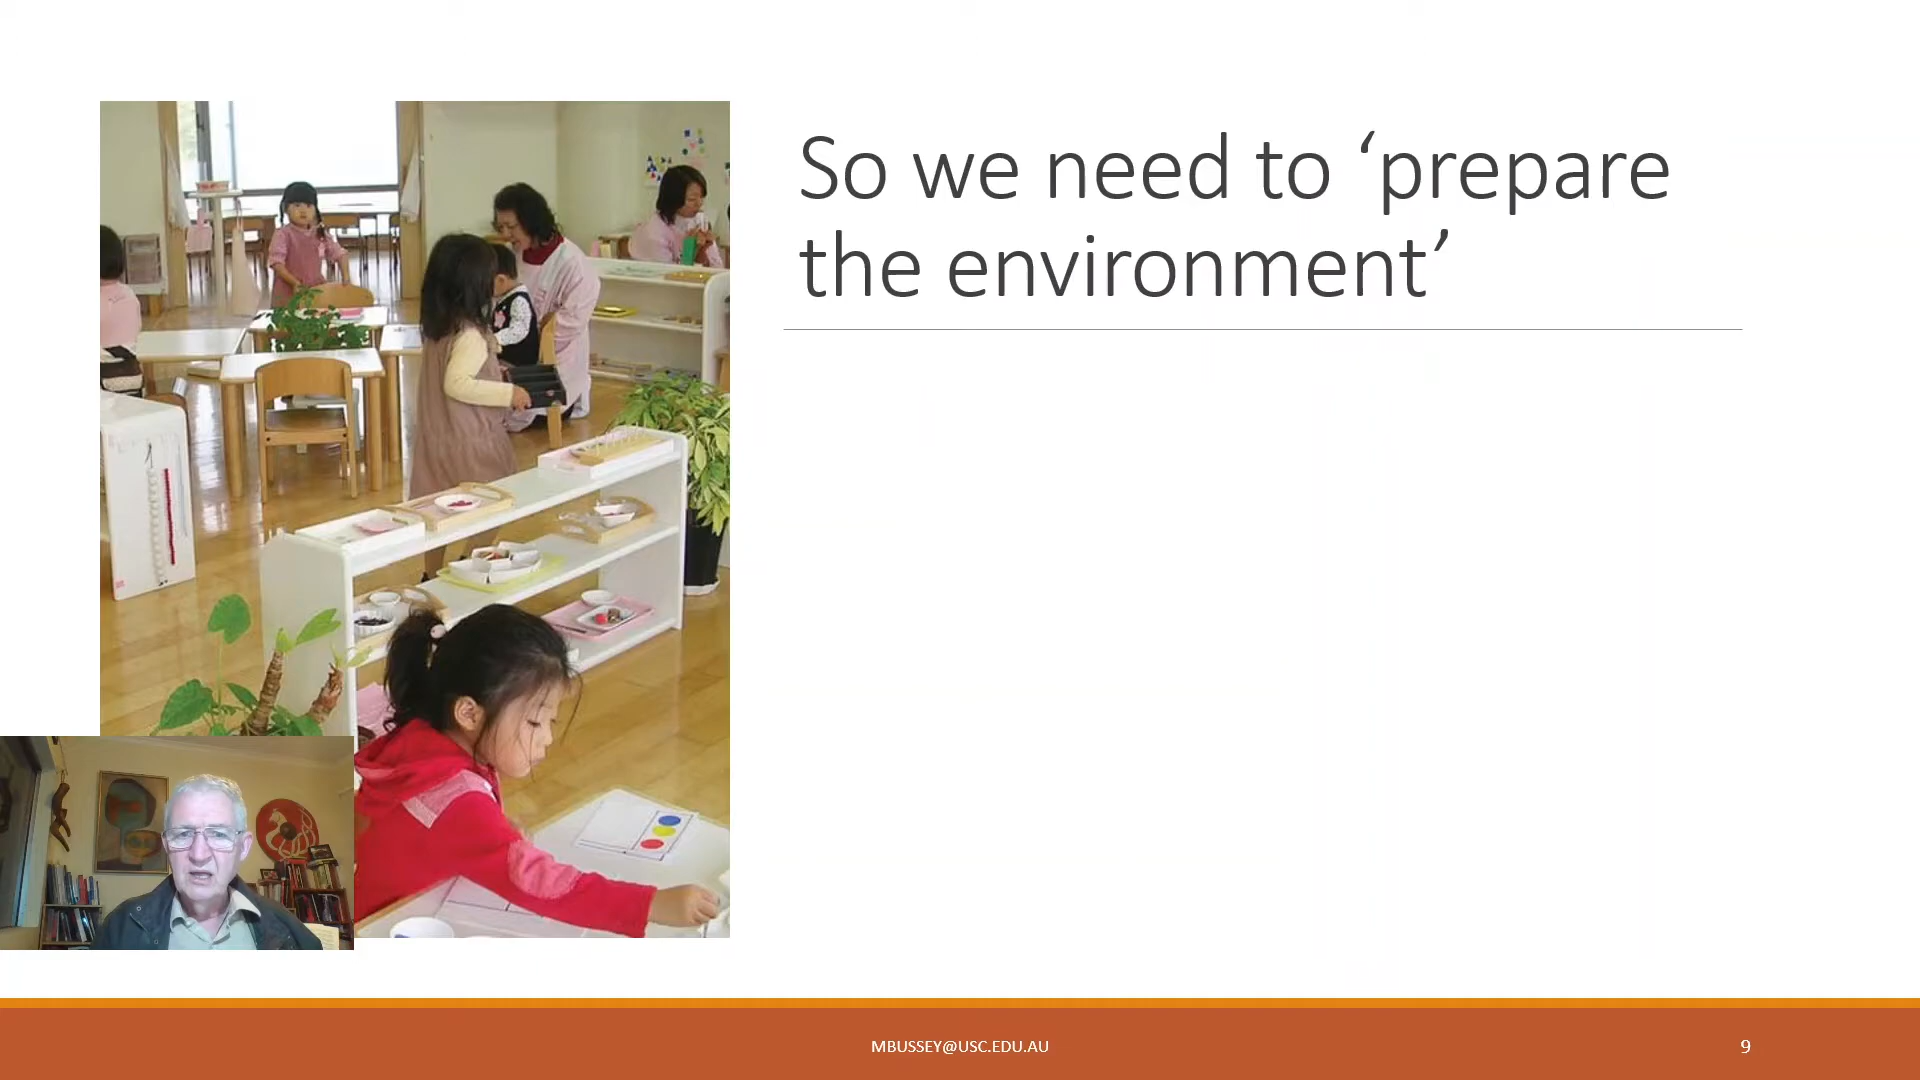 So we need to ‘prepare
the environment’
MBUSSEY@USC.EDU.AU
9